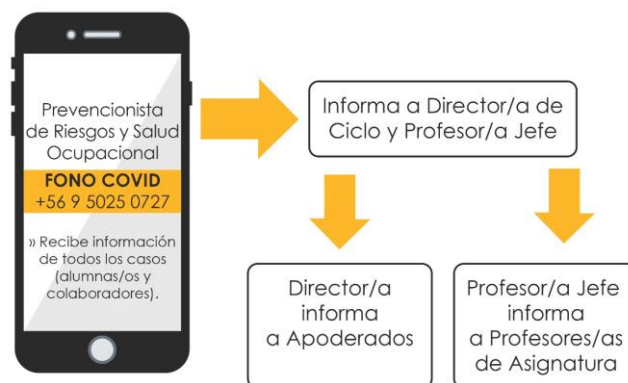 Prevencionista
de Riesgos y Salud
Ocupacional
FONO COVID
+56 9 5025 0727
» Recibe información
de todos los casos
(alumnas/os y
colaboradores).
Informa a Director/a de
Ciclo y Profesor/a Jefe
Director/a
informa
a Apoderados
Profesor/a Jefe
informa
a Profesores/as
de Asignatura